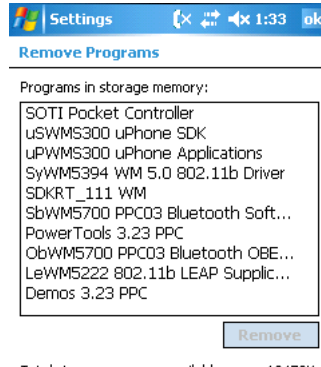 Settings 1:33 ok
Remove Programs
Programs in storage memory:
SOTI Pocket Controller
uSWMS300 uPhone SDK
uPWMS300 uPhone Applications
SyWM5394 WM 5.0 802.11b Driver
SDKRT_111 WM
SbWM5700 PPC03 Bluetooth Soft...
PowerTools 3.23 PPC
ObWM5700 PPC03 Bluetooth OBE...
LeWM5222 802.11b LEAP Supplic...
Demos 3.23 PPC
Remove